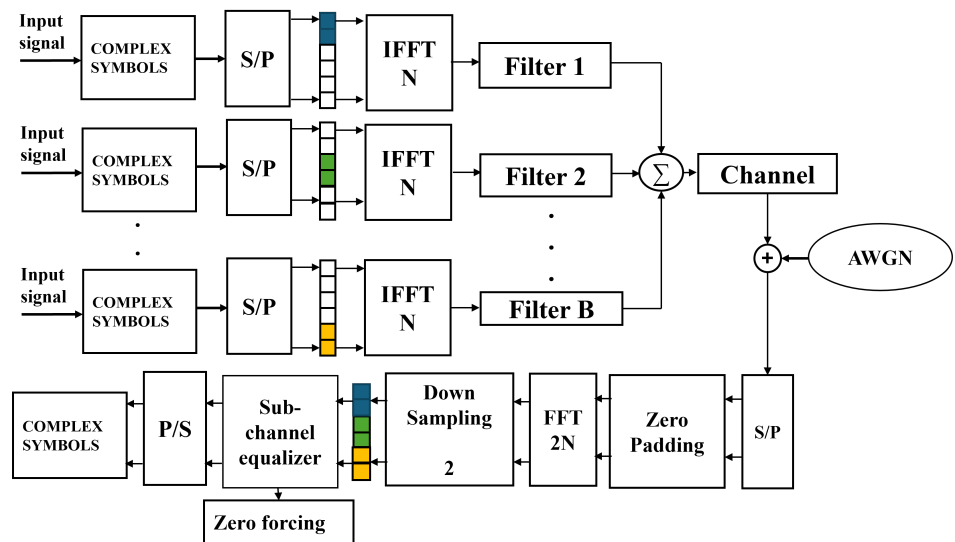 Input
signal
COMPLEX
SYMBOLS
S/P
IFFT
N
Filter 1
Input
signal
COMPLEX
SYMBOLS
S/P
IFFT
N
Filter 2
Σ
Channel
+
AWGN
Input
signal
COMPLEX
SYMBOLS
S/P
IFFT
N
Filter B
COMPLEX
SYMBOLS
P/S
Sub-
channel
equalizer
Down
Sampling
2
FFT
2N
Zero
Padding
S/P
Zero forcing